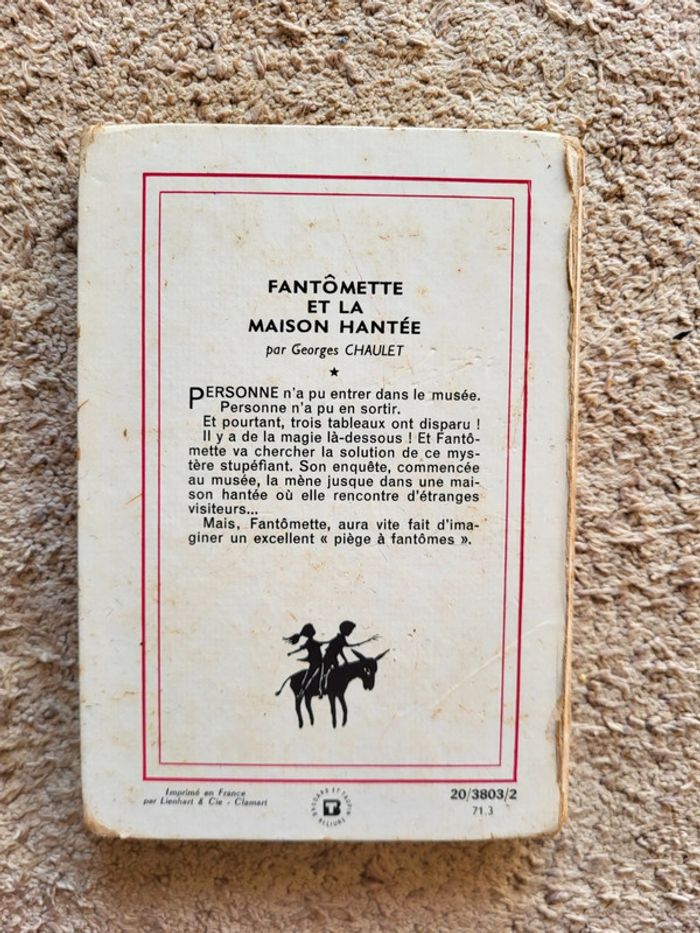 FANTÔMETTE
ET LA
MAISON HANTÉE
par Georges CHAULET
★
PERSONNE n'a pu entrer dans le musée.
Personne n'a pu en sortir.
Et pourtant, trois tableaux ont disparu !
Il y a de la magie là-dessous ! Et Fantô-
mette va chercher la solution de ce mys-
tère stupéfiant. Son enquête, commencée
au musée, la mène jusque dans une mai-
son hantée où elle rencontre d'étranges
visiteurs...
Mais, Fantômette, aura vite fait d'ima-
giner un excellent « piège à fantômes ».
Imprimé en France
par Lienhart & Cie - Clamart
BRODARD ET TAUPIN
RELIURE
20/3803/2
71.3